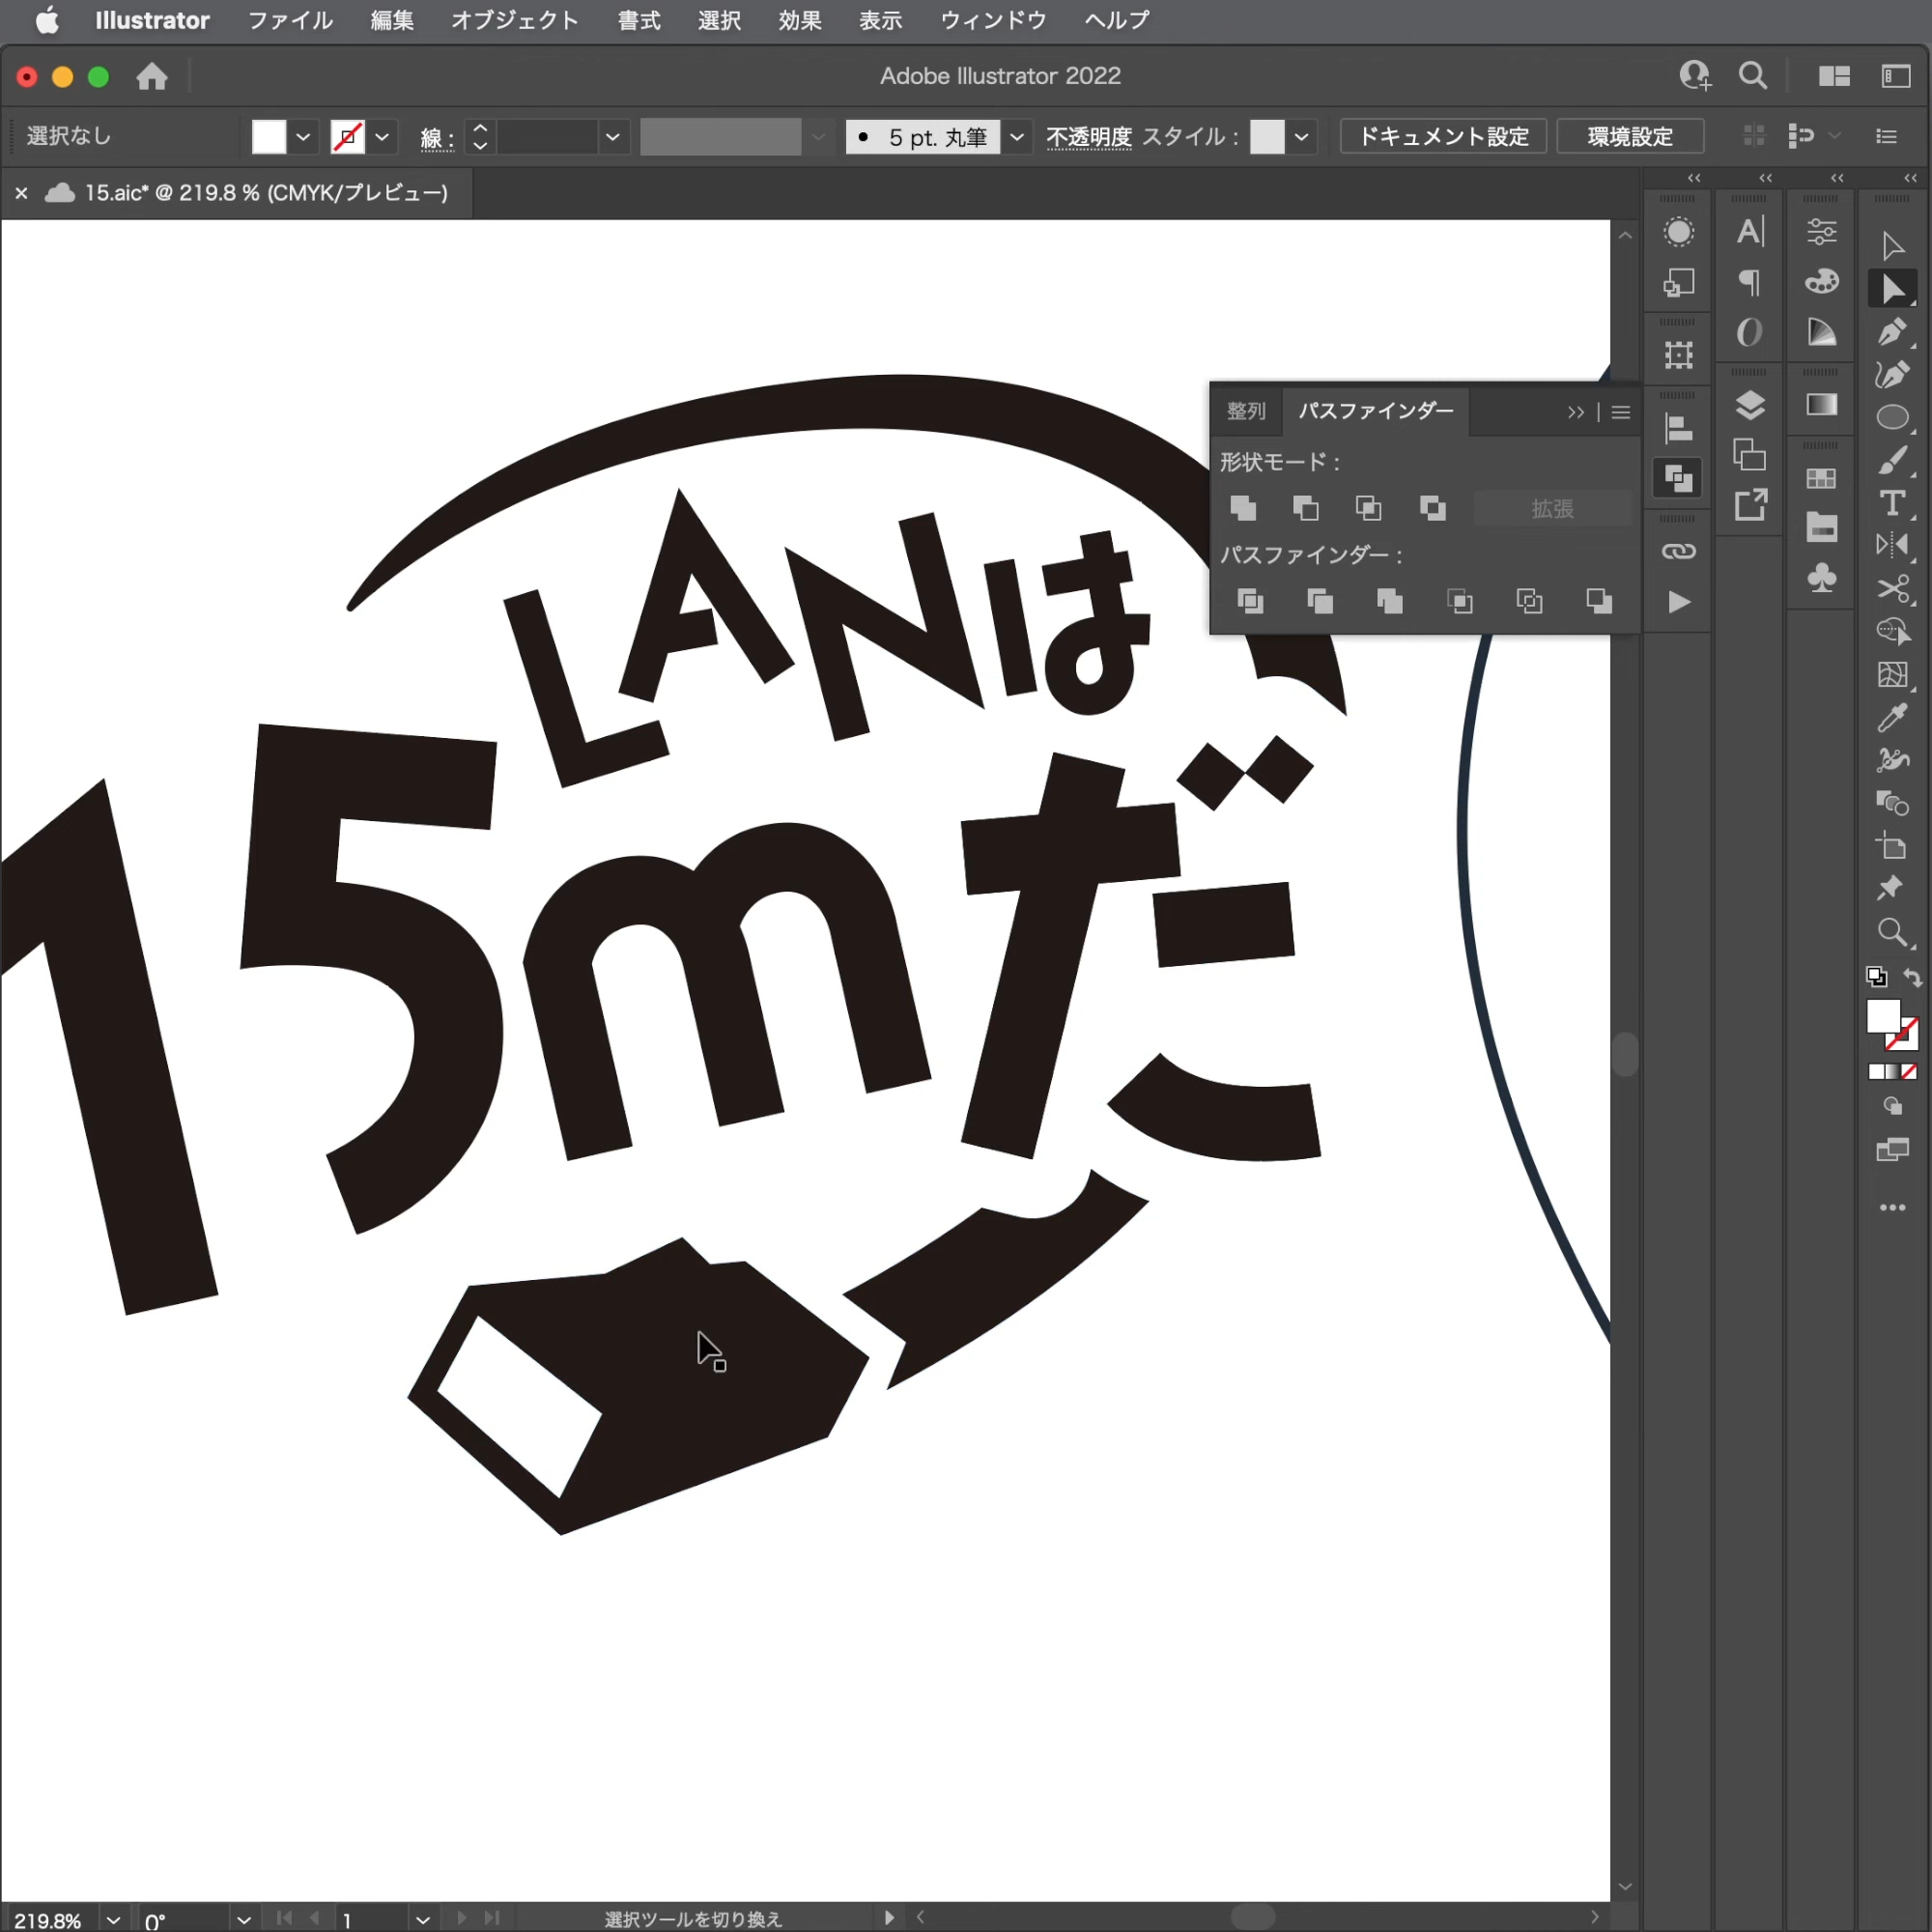 Illustrator ファイル 編集 オブジェクト 書式 選択 効果 表示 ウィンドウ ヘルプ
Adobe Illustrator 2022
選択なし 線: 5 pt. 丸筆 不透明度 スタイル: ドキュメント設定 環境設定
× 15.aic* @ 219.8 % (CMYK/プレビュー)
整列 パスファインダー
形状モード:
拡張
パスファインダー:
LANは
15mだ
219.8% 0° 1 選択ツールを切り換え